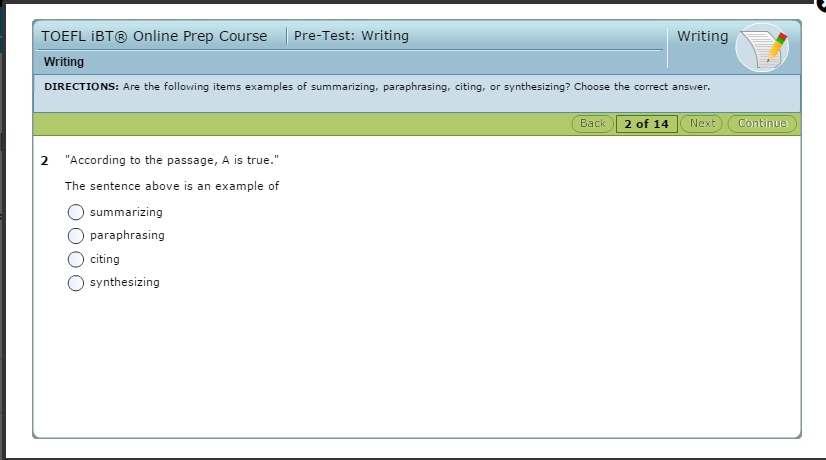 TOEFL iBT® Online Prep Course Pre-Test: Writing Writing
Writing
DIRECTIONS: Are the following items examples of summarizing, paraphrasing, citing, or synthesizing? Choose the correct answer.
Back 2 of 14 Next Continue
2 "According to the passage, A is true."
The sentence above is an example of
summarizing
paraphrasing
citing
synthesizing